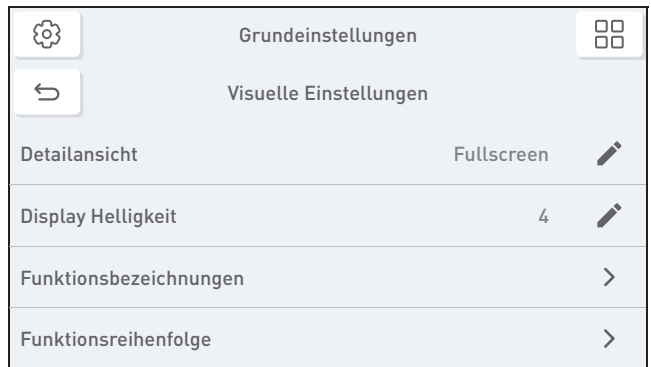 Grundeinstellungen
Visuelle Einstellungen
Detailansicht Fullscreen
Display Helligkeit 4
Funktionsbezeichnungen
Funktionsreihenfolge